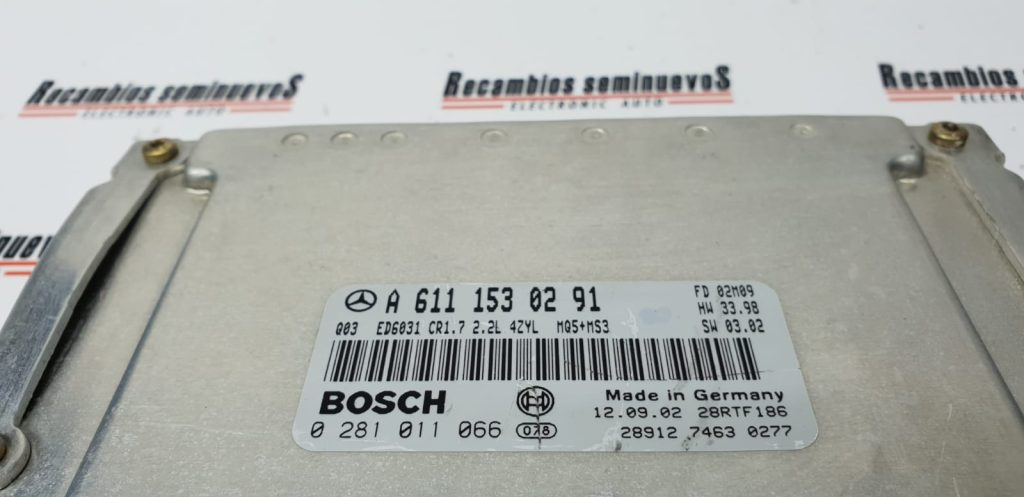 Recambios seminuevoS
ELECTRONIC AUTO
Recambios seminuevoS
ELECTRONIC AUTO
Recambios
ELECTRONIC
A 611 153 02 91
FD 02M09
HW 33.98
Q03 ED6031 CR1.7 2.2L 4ZYL MQ5+MS3
SW 03.02
BOSCH
Made in Germany
12.09.02 28RTF186
0 281 011 066
078
28912 7463 0277